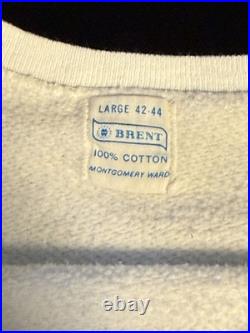 LARGE 42-44
BRENT
100% COTTON
MONTGOMERY WARD